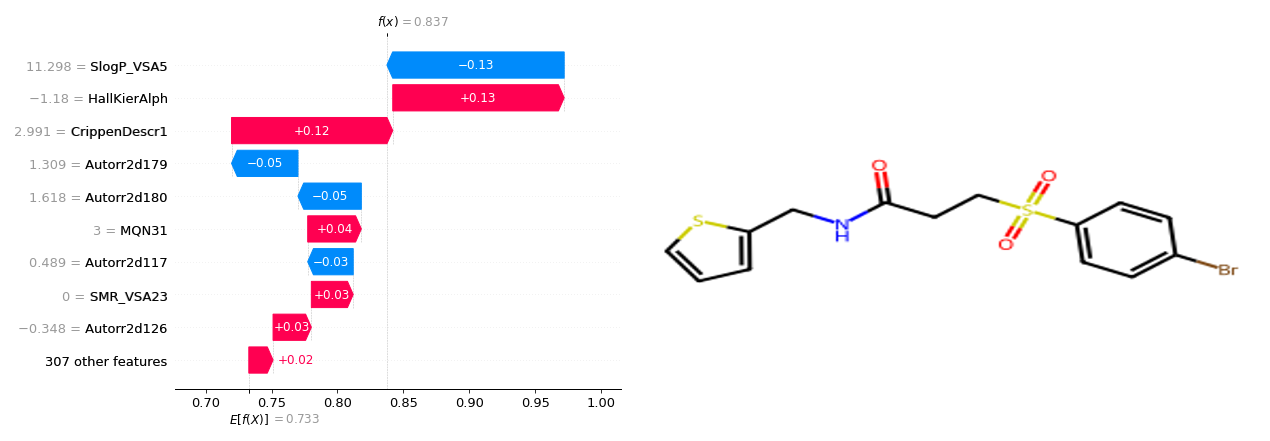 f(x) = 0.837
11.298 = SlogP_VSA5
−0.13
−1.18 = HallKierAlph
+0.13
2.991 = CrippenDescr1
+0.12
1.309 = Autorr2d179
−0.05
1.618 = Autorr2d180
−0.05
3 = MQN31
+0.04
0.489 = Autorr2d117
−0.03
0 = SMR_VSA23
+0.03
−0.348 = Autorr2d126
+0.03
307 other features
+0.02
0.70 0.75 0.80 0.85 0.90 0.95 1.00
E[f(X)] = 0.733
O
O
S
N
H
S
O
Br